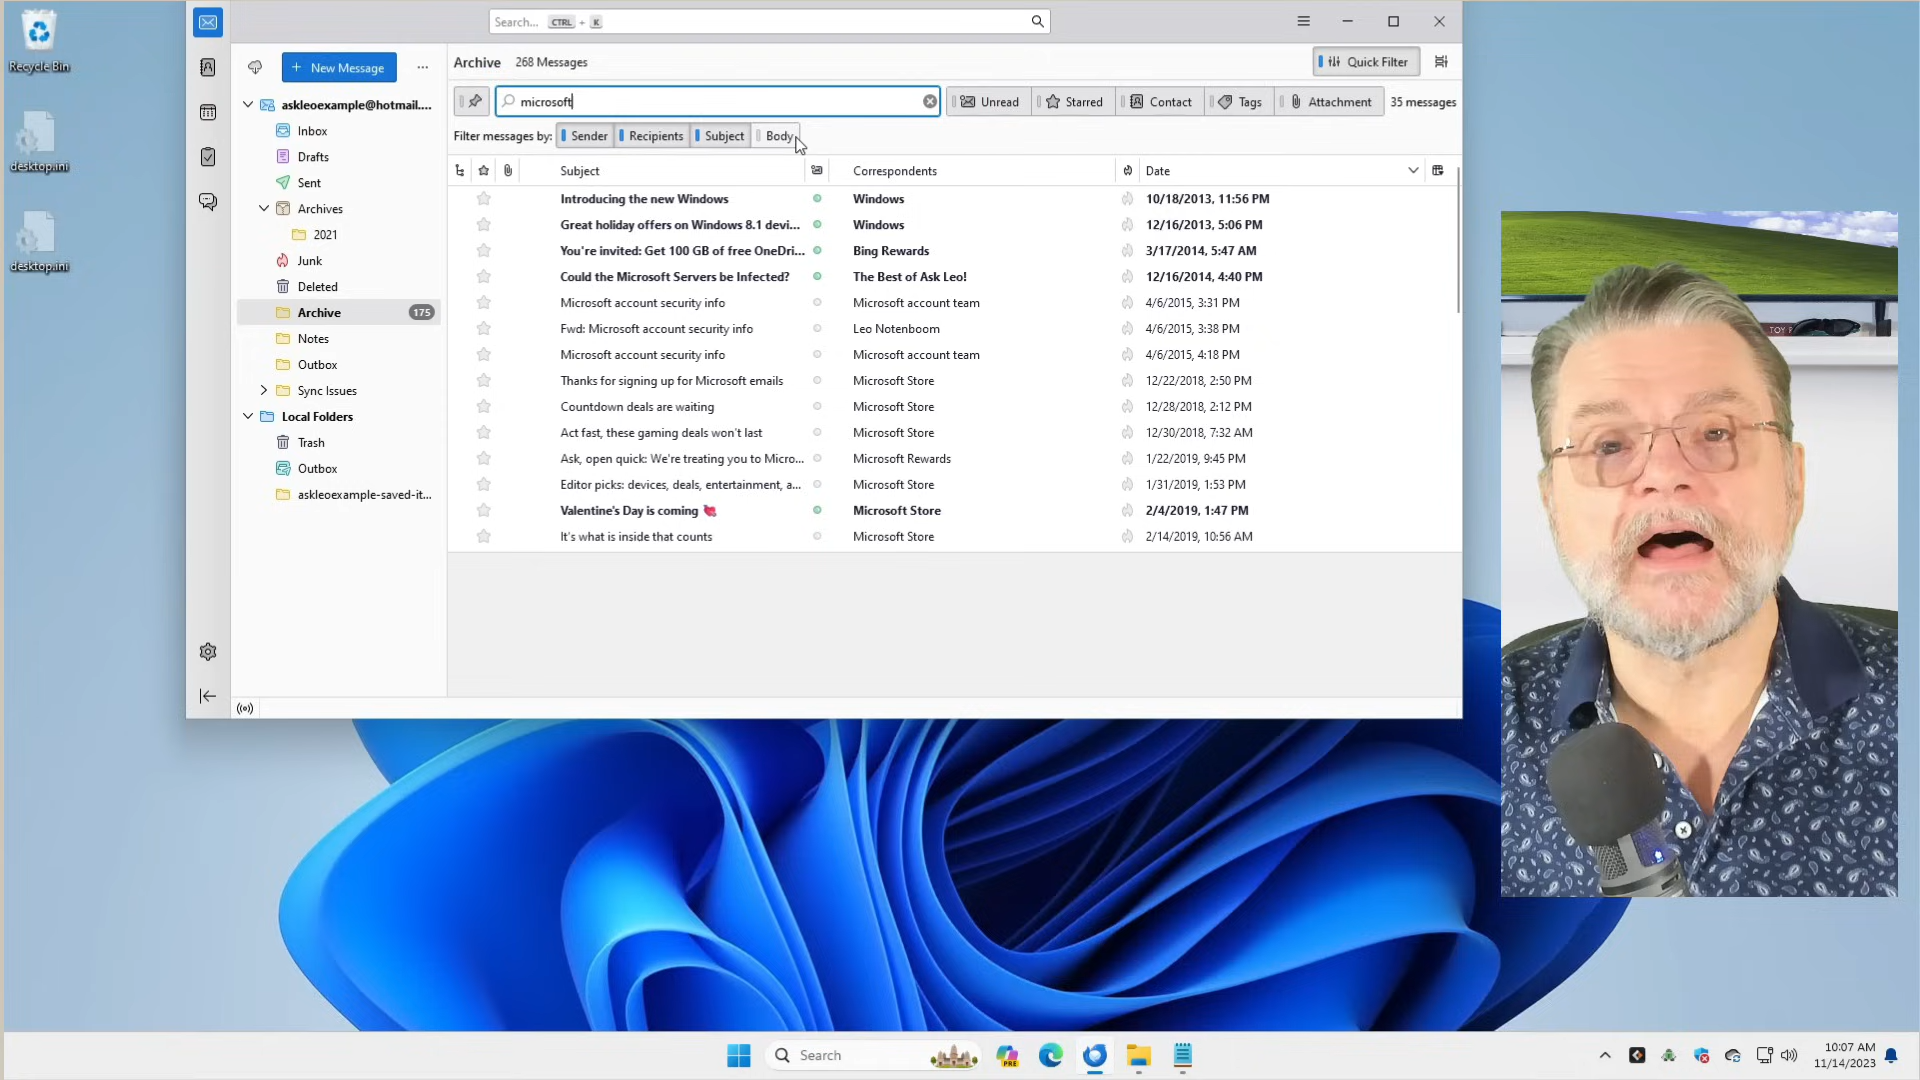 Recycle Bin
desktop.ini
desktop.ini
Search... CTRL + K
New Message
askleoexample@hotmail....
Inbox
Drafts
Sent
Archives
2021
Junk
Deleted
Archive 175
Notes
Outbox
Sync Issues
Local Folders
Trash
Outbox
askleoexample-saved-it...
Archive 268 Messages Quick Filter
microsoft Unread Starred Contact Tags Attachment 35 messages
Filter messages by: Sender Recipients Subject Body
Subject Correspondents Date
Introducing the new Windows Windows 10/18/2013, 11:56 PM
Great holiday offers on Windows 8.1 devi... Windows 12/16/2013, 5:06 PM
You're invited: Get 100 GB of free OneDri... Bing Rewards 3/17/2014, 5:47 AM
Could the Microsoft Servers be Infected? The Best of Ask Leo! 12/16/2014, 4:40 PM
Microsoft account security info Microsoft account team 4/6/2015, 3:31 PM
Fwd: Microsoft account security info Leo Notenboom 4/6/2015, 3:38 PM
Microsoft account security info Microsoft account team 4/6/2015, 4:18 PM
Thanks for signing up for Microsoft emails Microsoft Store 12/22/2018, 2:50 PM
Countdown deals are waiting Microsoft Store 12/28/2018, 2:12 PM
Act fast, these gaming deals won't last Microsoft Store 12/30/2018, 7:32 AM
Ask, open quick: We're treating you to Micro... Microsoft Rewards 1/22/2019, 9:45 PM
Editor picks: devices, deals, entertainment, a... Microsoft Store 1/31/2019, 1:53 PM
Valentine's Day is coming 💘 Microsoft Store 2/4/2019, 1:47 PM
It's what is inside that counts Microsoft Store 2/14/2019, 10:56 AM
TOY
Search
PRE
10:07 AM
11/14/2023